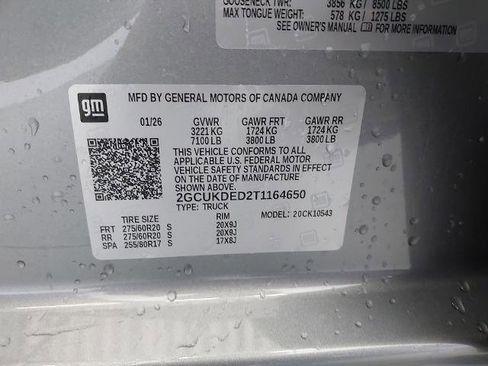 GOOSENECK TWR: 3856 KG / 8500 LBS
MAX TONGUE WEIGHT: 578 KG / 1275 LBS
SEE OWNER'S MANUAL FOR MORE INFORMATION
gm
MFD BY GENERAL MOTORS OF CANADA COMPANY
01/26 GVWR GAWR FRT GAWR RR
3221 KG 1724 KG 1724 KG
7100 LB 3800 LB 3800 LB
THIS VEHICLE CONFORMS TO ALL
APPLICABLE U.S. FEDERAL MOTOR
VEHICLE SAFETY STANDARDS IN EFFECT
ON THE DATE OF MANUFACTURE SHOWN ABOVE.
2GCUKDED2T1164650
TYPE: TRUCK MODEL: 20CK10543
TIRE SIZE RIM
FRT 275/60R20 S 20X9J
RR 275/60R20 S 20X9J
SPA 255/80R17 S 17X8J